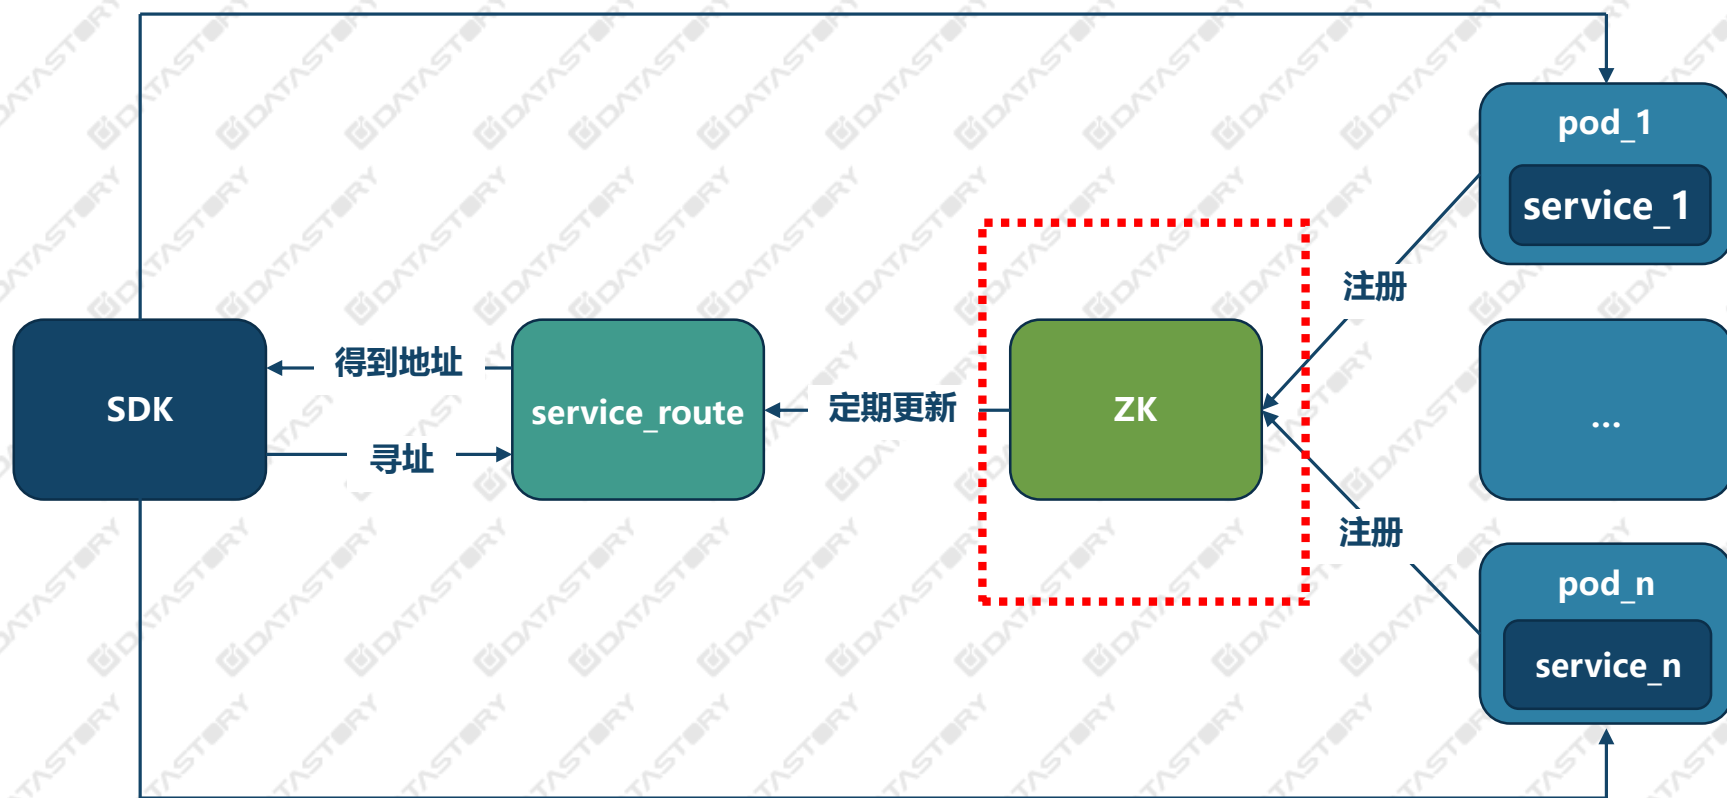 pod_1
service_1
注册
得到地址
SDK
service_route
定期更新
ZK
...
寻址
注册
pod_n
service_n
DATASTORY